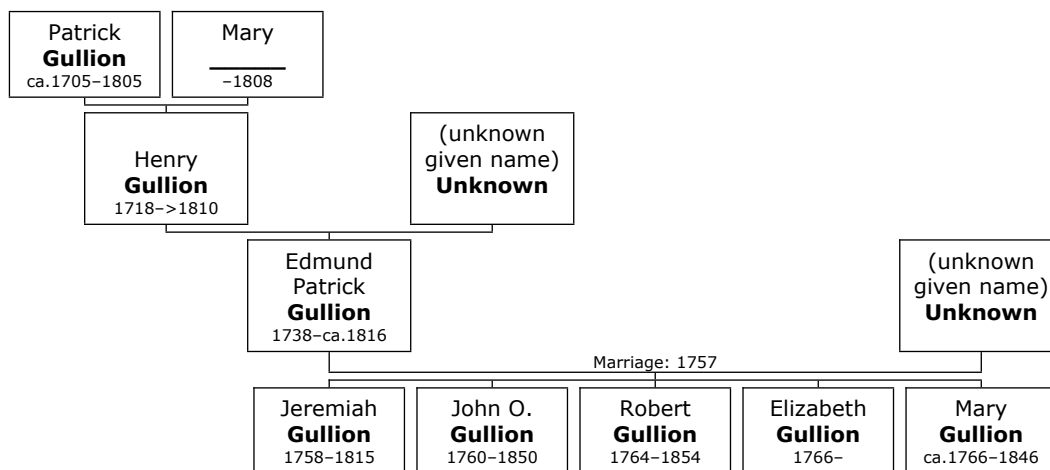 Patrick
Gullion
ca.1705–1805
Mary
–1808
Henry
Gullion
1718–>1810
(unknown
given name)
Unknown
Edmund
Patrick
Gullion
1738–ca.1816
(unknown
given name)
Unknown
Marriage: 1757
Jeremiah
Gullion
1758–1815
John O.
Gullion
1760–1850
Robert
Gullion
1764–1854
Elizabeth
Gullion
1766–
Mary
Gullion
ca.1766–1846